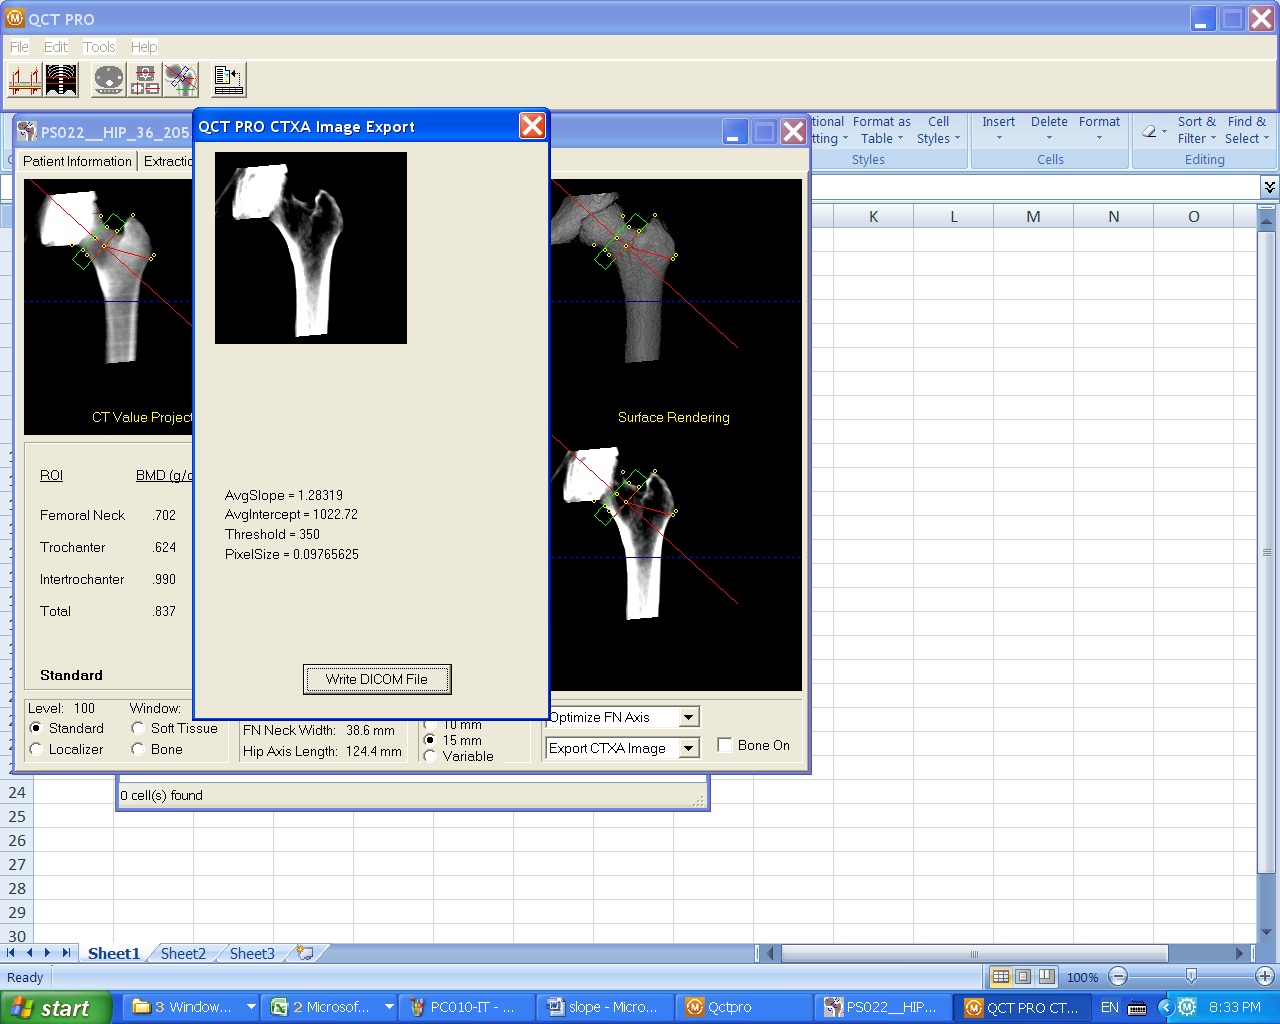 QCT PRO
File Edit Tools Help
QCT PRO CTXA Image Export
PS022__HIP_36_205
Patient Information
CT Value
Surface Rendering
ROI BMD
Femoral Neck .702
Trochanter .624
Intertrochanter .990
Total .837
Standard
AvgSlope = 1.28319
AvgIntercept = 1022.72
Threshold = 350
PixelSize = 0.09765625
Write DICOM File
Level: 100 Window:
Standard Soft Tissue
Localizer Bone
FN Neck Width: 38.6 mm
Hip Axis Length: 124.4 mm
10 mm
15 mm
Variable
Optimize FN Axis
Export CTXA Image
Bone On
0 cell(s) found
Format as Table
Cell Styles
Styles
Insert Delete Format
Cells
Sort & Filter
Find & Select
Editing
K L M N O
24
25
26
27
28
29
30
Sheet1 Sheet2 Sheet3
Ready 100%
start 3 Window... 2 Microsof... PC010-IT - ... slope - Micro... Qctpro PS022__HIP... QCT PRO CT... EN 8:33 PM